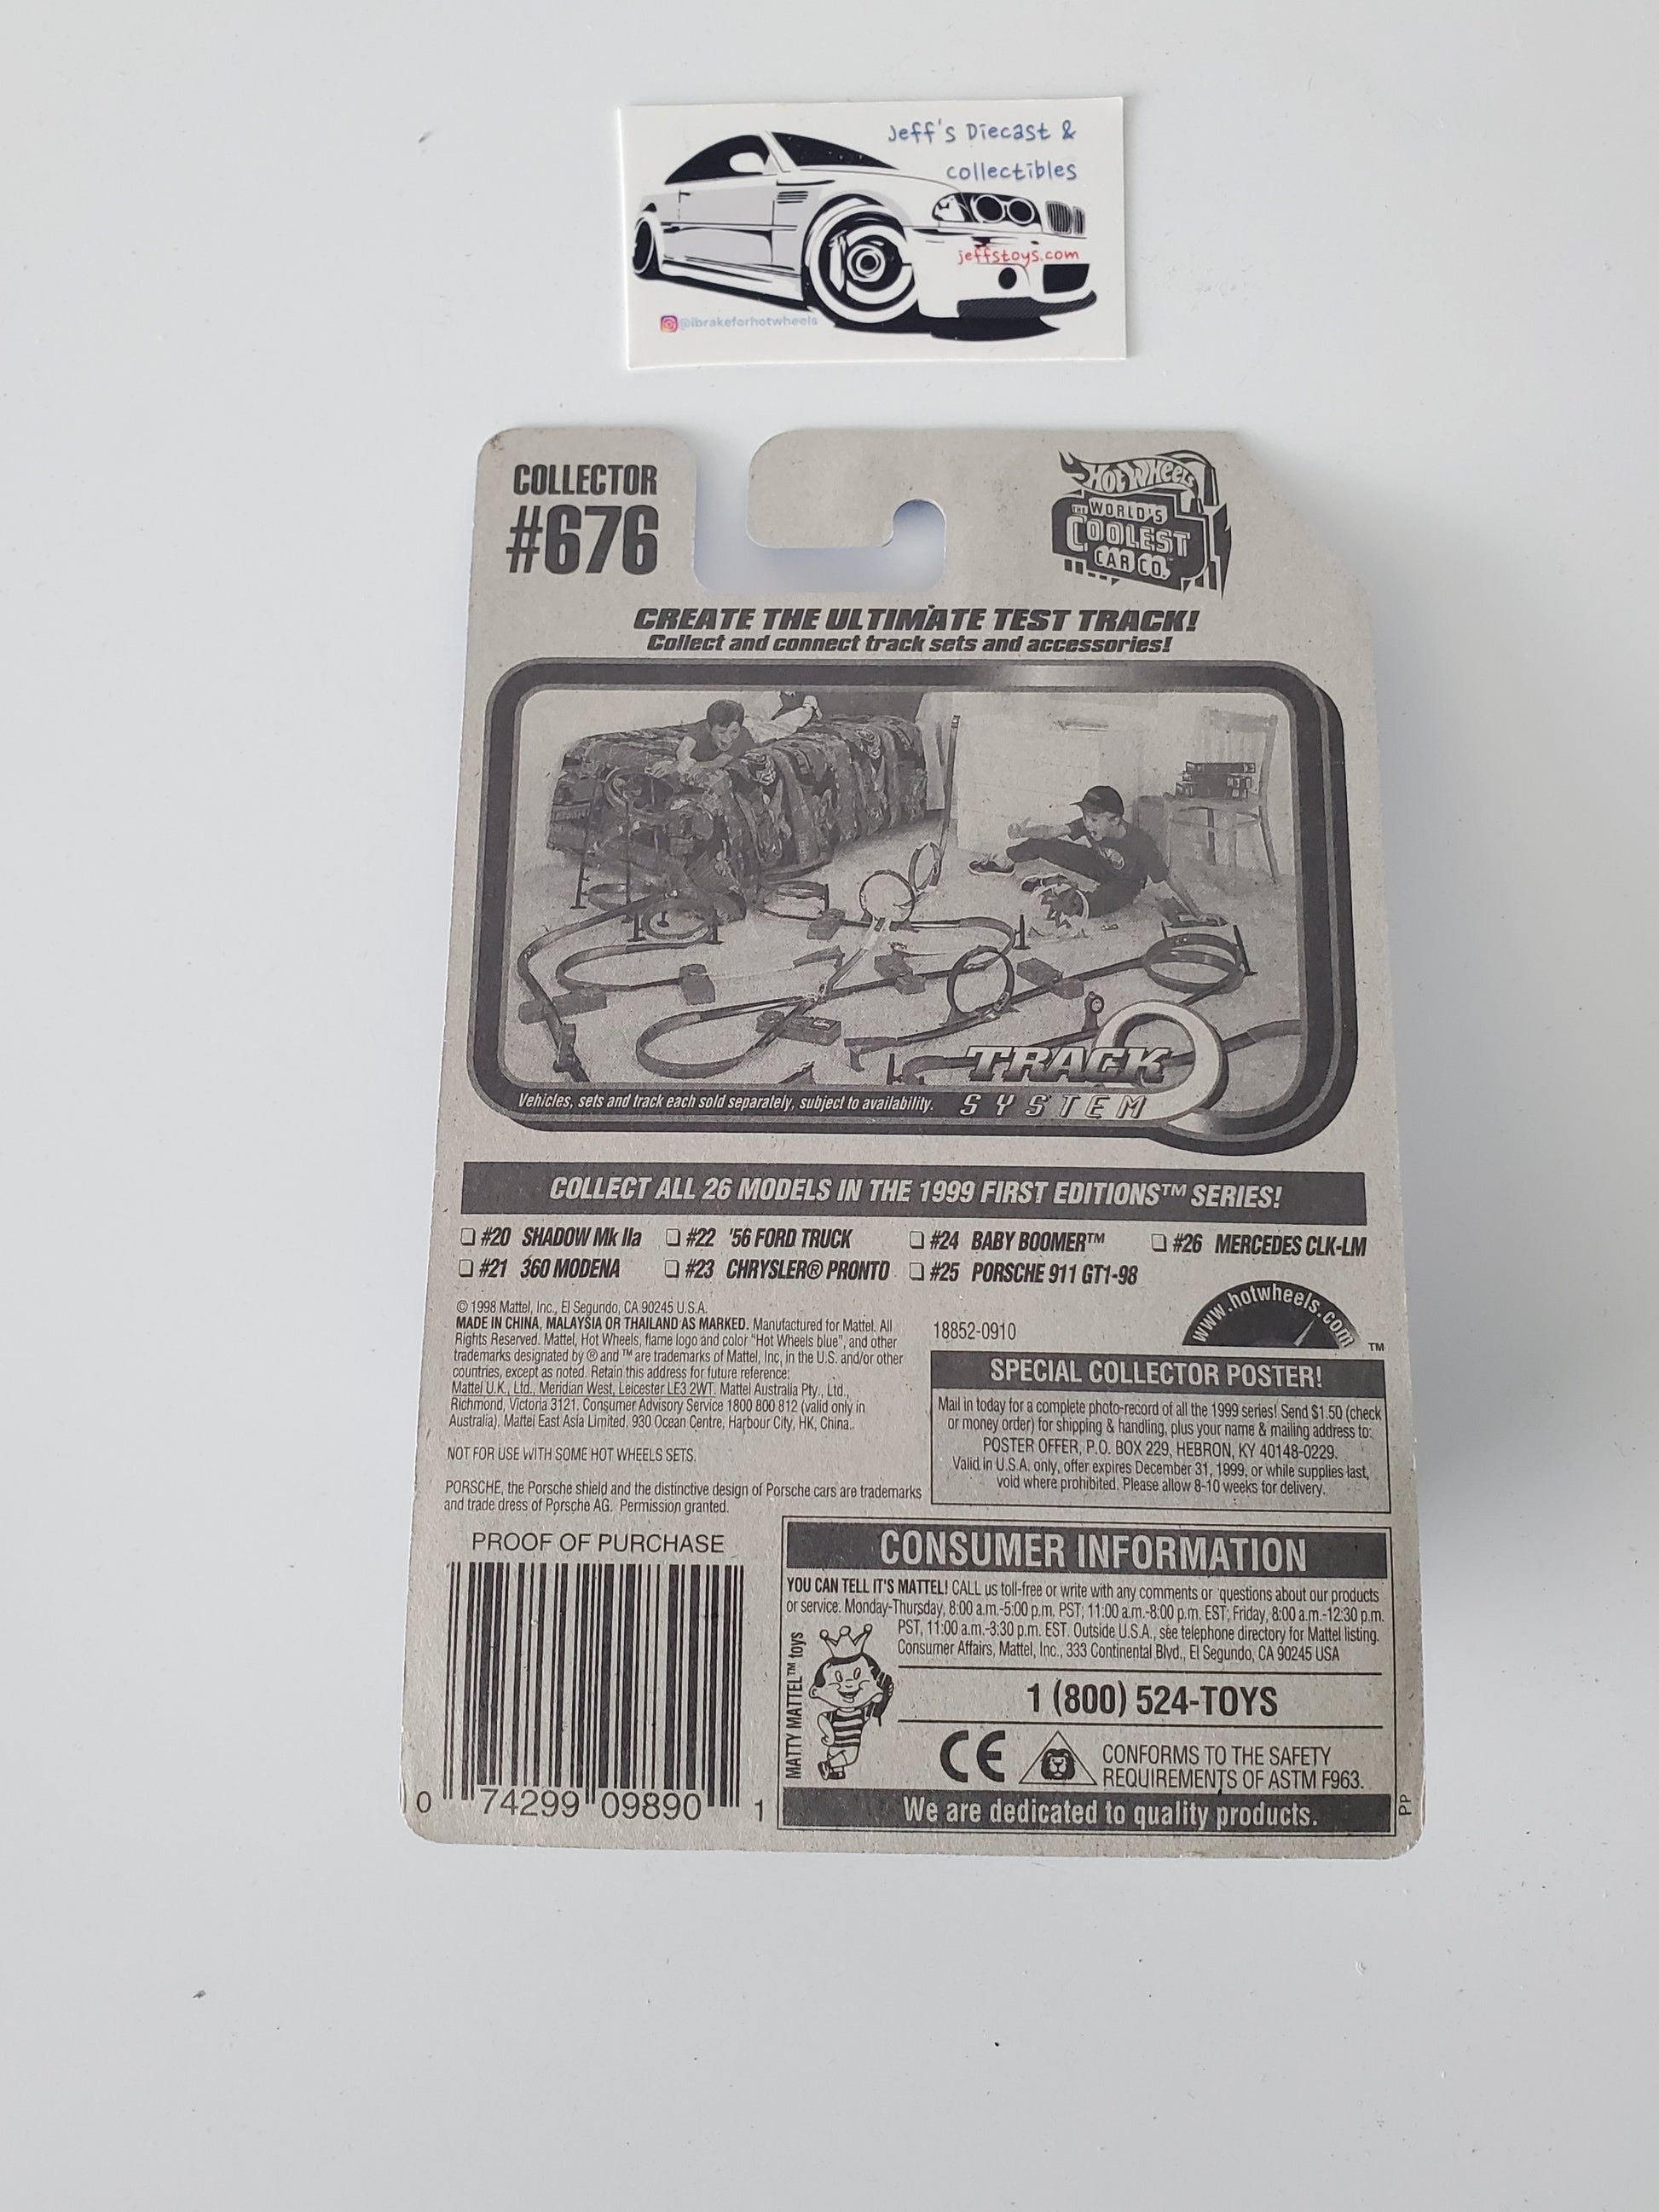 Jeff's Diecast &
collectibles
jeffstoys.com
@ibrakeforhotwheels
COLLECTOR
#676
HOT WHEELS
THE WORLD'S
COOLEST
CAR CO.™
CREATE THE ULTIMATE TEST TRACK!
Collect and connect track sets and accessories!
TRACK
SYSTEM
Vehicles, sets and track each sold separately, subject to availability.
COLLECT ALL 26 MODELS IN THE 1999 FIRST EDITIONS™ SERIES!
❏ #20 SHADOW Mk IIa ❏ #22 '56 FORD TRUCK ❏ #24 BABY BOOMER™ ❏ #26 MERCEDES CLK-LM
❏ #21 360 MODENA ❏ #23 CHRYSLER® PRONTO ❏ #25 PORSCHE 911 GT1-98
© 1998 Mattel, Inc., El Segundo, CA 90245 U.S.A.
MADE IN CHINA, MALAYSIA OR THAILAND AS MARKED. Manufactured for Mattel. All
Rights Reserved. Mattel, Hot Wheels, flame logo and color "Hot Wheels blue", and other
trademarks designated by ® and ™ are trademarks of Mattel, Inc, in the U.S. and/or other
countries, except as noted. Retain this address for future reference:
Mattel U.K., Ltd., Meridian West, Leicester LE3 2WT. Mattel Australia Pty., Ltd.,
Richmond, Victoria 3121. Consumer Advisory Service 1800 800 812 (valid only in
Australia). Mattel East Asia Limited, 930 Ocean Centre, Harbour City, HK, China..
NOT FOR USE WITH SOME HOT WHEELS SETS.
PORSCHE, the Porsche shield and the distinctive design of Porsche cars are trademarks
and trade dress of Porsche AG. Permission granted.
www.hotwheels.com
™
18852-0910
SPECIAL COLLECTOR POSTER!
Mail in today for a complete photo-record of all the 1999 series! Send $1.50 (check
or money order) for shipping & handling, plus your name & mailing address to:
POSTER OFFER, P.O. BOX 229, HEBRON, KY 40148-0229.
Valid in U.S.A. only, offer expires December 31, 1999, or while supplies last,
void where prohibited. Please allow 8-10 weeks for delivery.
PROOF OF PURCHASE
0 74299 09890 1
CONSUMER INFORMATION
YOU CAN TELL IT'S MATTEL! CALL us toll-free or write with any comments or questions about our products
or service. Monday-Thursday, 8:00 a.m.-5:00 p.m. PST; 11:00 a.m.-8:00 p.m. EST; Friday, 8:00 a.m.-12:30 p.m.
PST, 11:00 a.m.-3:30 p.m. EST. Outside U.S.A., see telephone directory for Mattel listing.
Consumer Affairs, Mattel, Inc., 333 Continental Blvd., El Segundo, CA 90245 USA
MATTY MATTEL™ toys
1 (800) 524-TOYS
CE
CONFORMS TO THE SAFETY
REQUIREMENTS OF ASTM F963.
We are dedicated to quality products.
PP